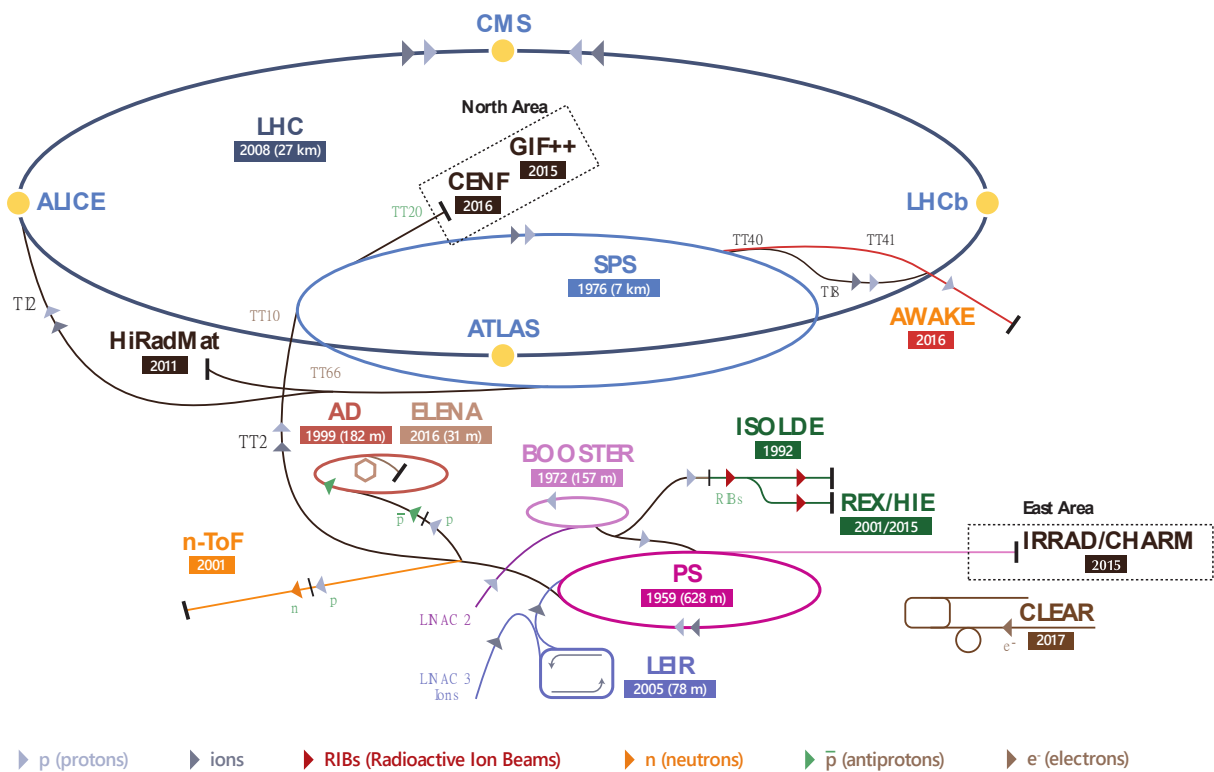 CMS
North Area
LHC
2008 (27 km)
GIF++
2015
CENF
2016
ALICE
LHCb
TT20
TT40
TT41
SPS
1976 (7 km)
TI2
TI8
TT10
ATLAS
AWAKE
2016
HiRadMat
2011
TT66
AD
1999 (182 m)
ELENA
2016 (31 m)
TT2
BOOSTER
1972 (157 m)
ISOLDE
1992
RIBs
REX/HIE
2001/2015
East Area
p̅
p
n-ToF
2001
IRRAD/CHARM
2015
PS
1959 (628 m)
n
p
LINAC 2
CLEAR
2017
e⁻
LINAC 3
Ions
LEIR
2005 (78 m)
p (protons)
ions
RIBs (Radioactive Ion Beams)
n (neutrons)
p̅ (antiprotons)
e⁻ (electrons)